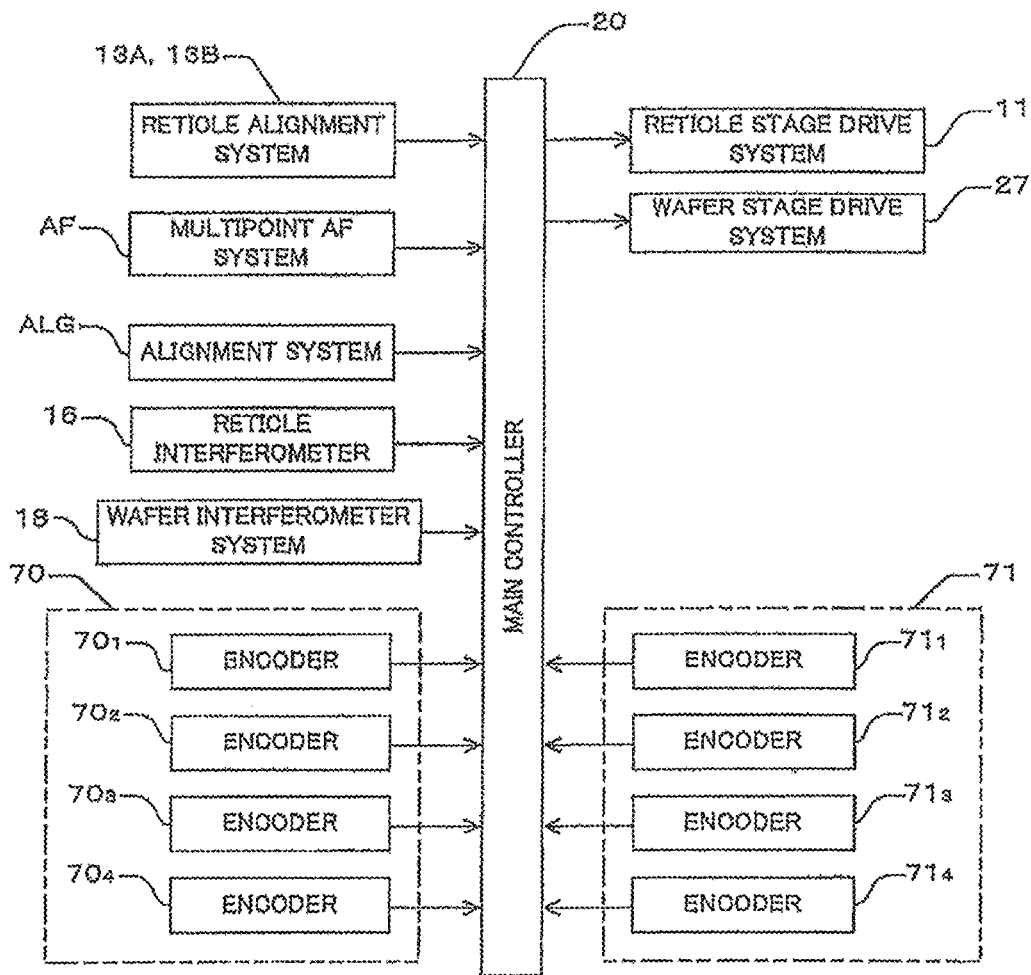 20
13A, 13B
RETICLE ALIGNMENT
SYSTEM
RETICLE STAGE DRIVE
SYSTEM
11
AF
MULTIPOINT AF
SYSTEM
WAFER STAGE DRIVE
SYSTEM
27
ALG
ALIGNMENT SYSTEM
16
RETICLE
INTERFEROMETER
18
WAFER INTERFEROMETER
SYSTEM
MAIN CONTROLLER
70
70₁
ENCODER
70₂
ENCODER
70₃
ENCODER
70₄
ENCODER
71
ENCODER
71₁
ENCODER
71₂
ENCODER
71₃
ENCODER
71₄